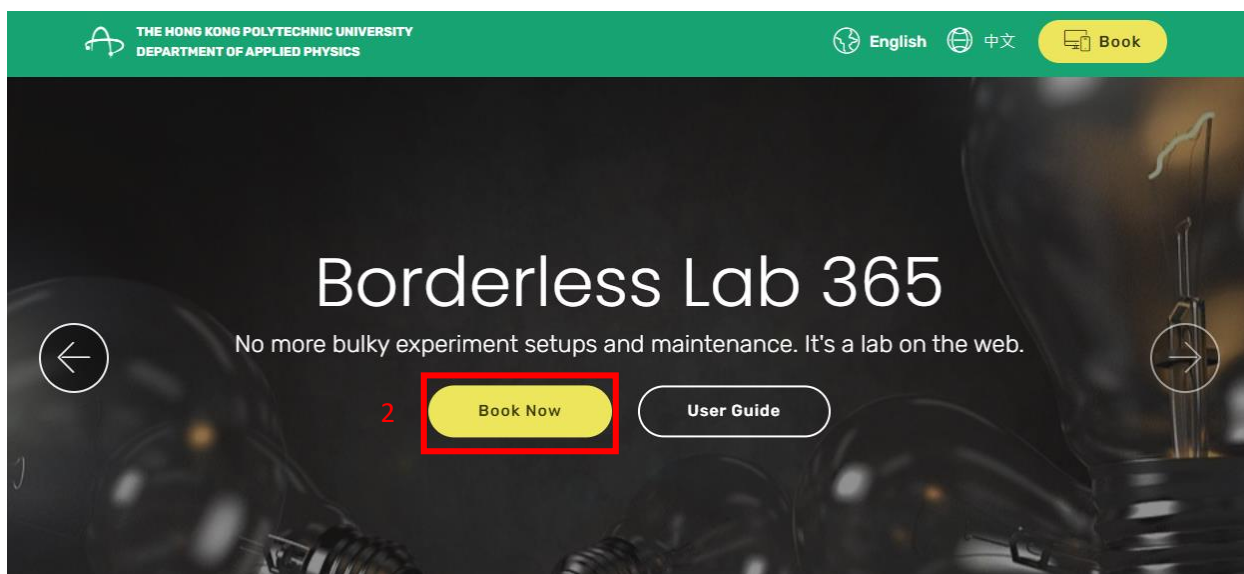 THE HONG KONG POLYTECHNIC UNIVERSITY
DEPARTMENT OF APPLIED PHYSICS
English 中文 Book
Borderless Lab 365
No more bulky experiment setups and maintenance. It's a lab on the web.
2 Book Now User Guide